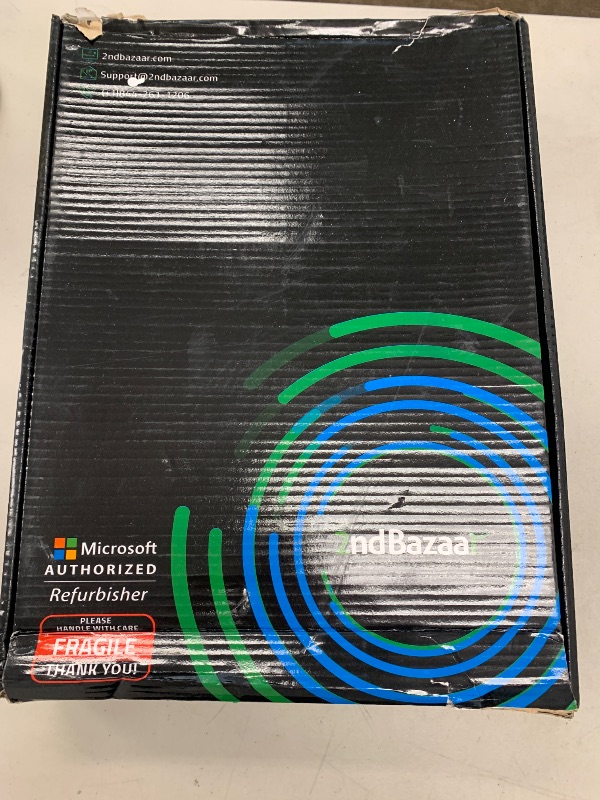 2ndbazaar.com
Support@2ndbazaar.com
2ndBazaar
Microsoft
AUTHORIZED
Refurbisher
PLEASE
HANDLE WITH CARE
FRAGILE
THANK YOU!